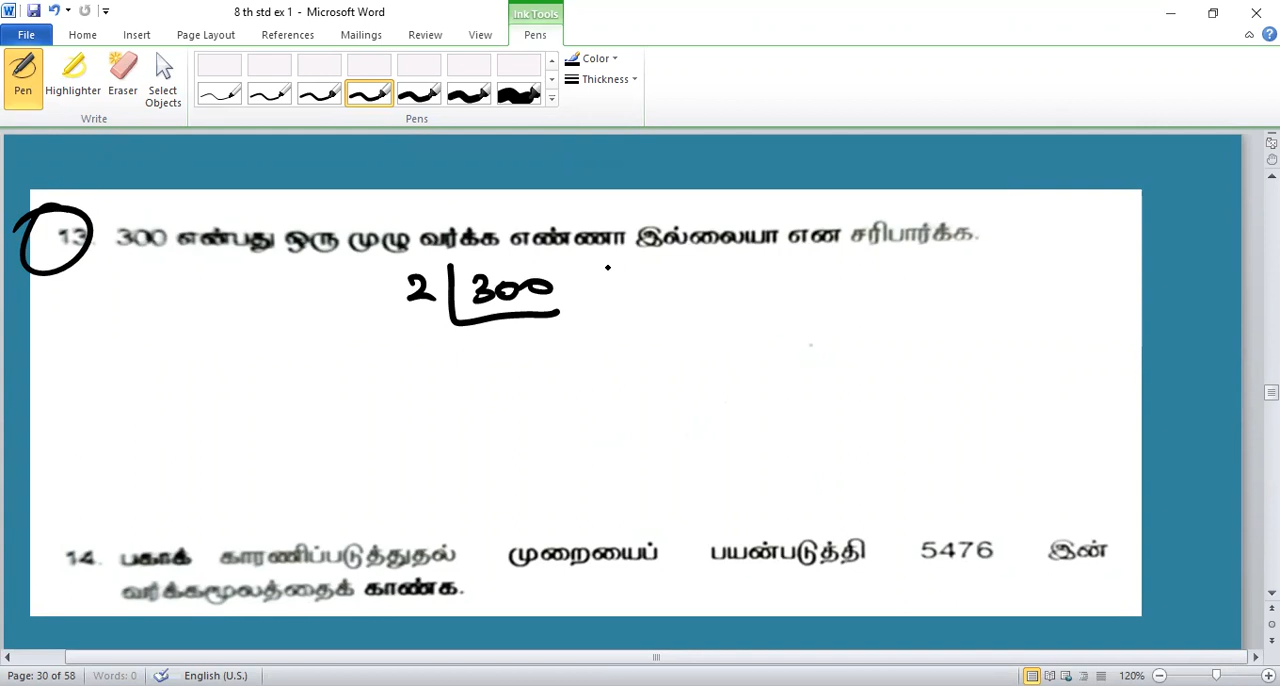 8 th std ex 1 - Microsoft Word
Ink Tools
File Home Insert Page Layout References Mailings Review View Pens
Pen Highlighter Eraser Select Objects
Color
Thickness
Write Pens
13. 300 என்பது ஒரு முழு வர்க்க எண்ணா இல்லையா என சரிபார்க்க.
2 300
14. பகாக் காரணிப்படுத்துதல் முறையைப் பயன்படுத்தி 5476 இன்
வர்க்கமூலத்தைக் காண்க.
Page: 30 of 58 Words: 0 English (U.S.) 120%